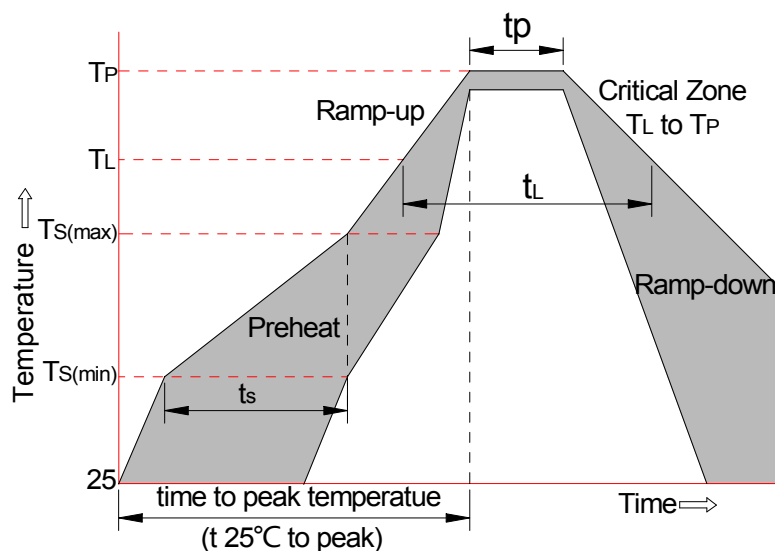 tp
TP
Critical Zone
TL to TP
Ramp-up
TL
tL
TS(max)
Ramp-down
Preheat
Temperature
TS(min)
ts
25
time to peak temperatue
Time
(t 25℃ to peak)